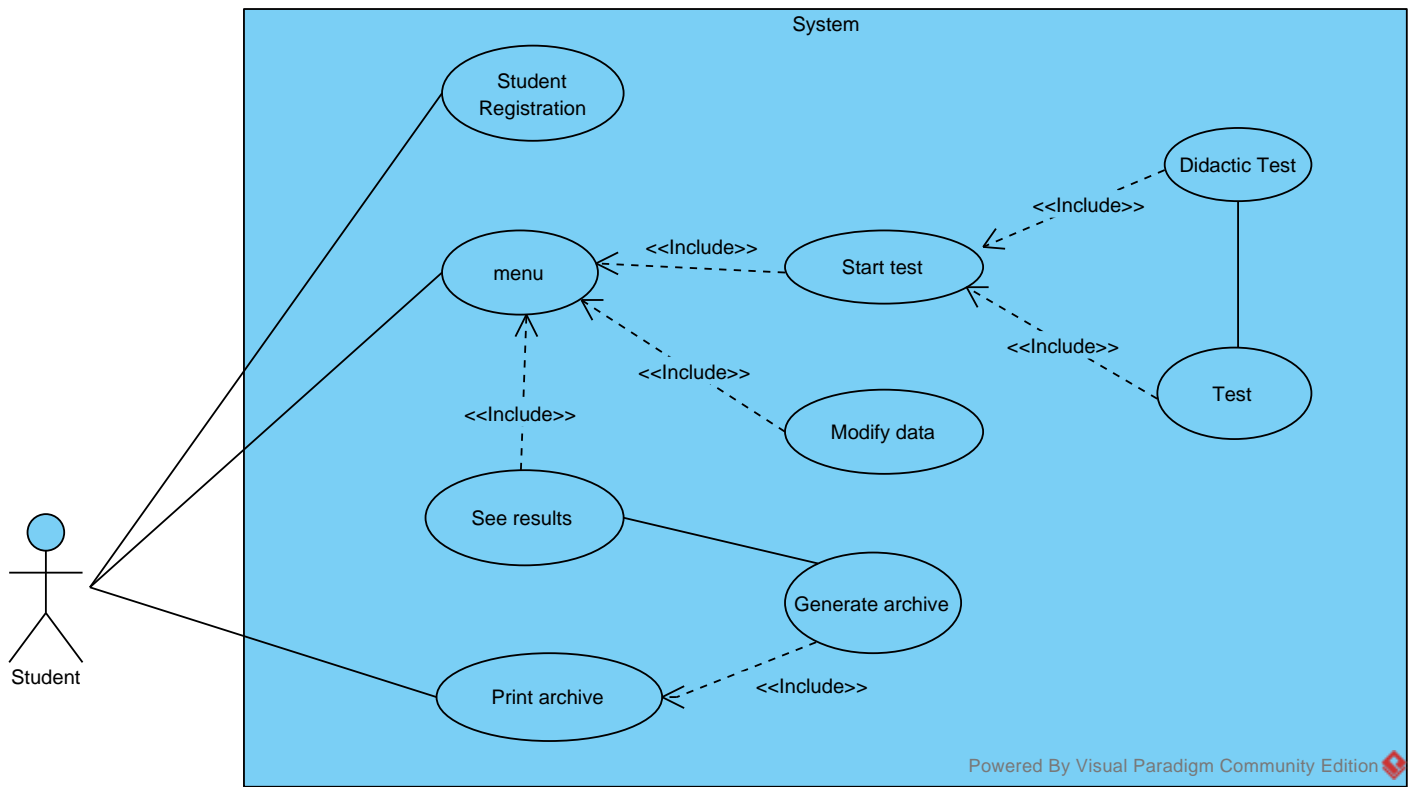 System
Student
Registration
Didactic Test
<<Include>>
<<Include>>
Start test
menu
<<Include>>
<<Include>>
Test
<<Include>>
Modify data
See results
Generate archive
Student
Print archive
<<Include>>
Powered By Visual Paradigm Community Edition